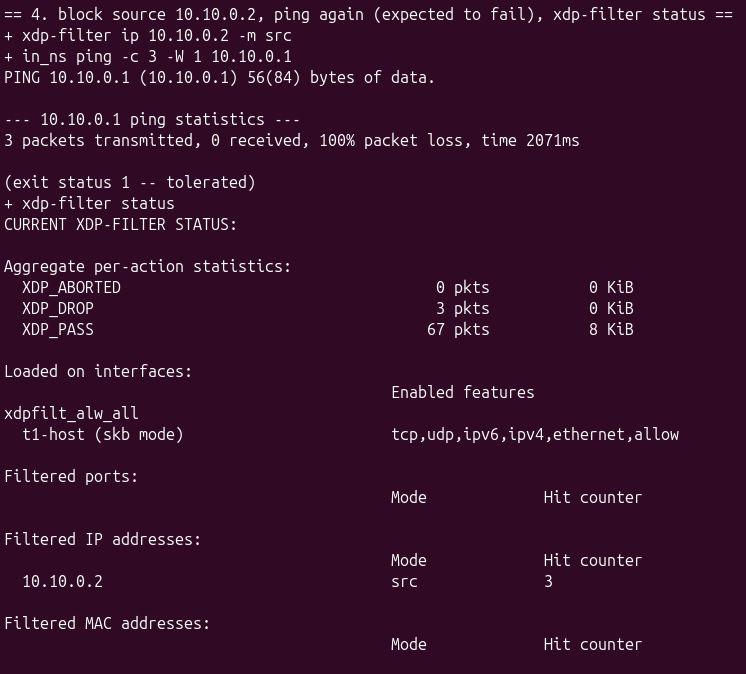 == 4. block source 10.10.0.2, ping again (expected to fail), xdp-filter status ==
+ xdp-filter ip 10.10.0.2 -m src
+ in_ns ping -c 3 -W 1 10.10.0.1
PING 10.10.0.1 (10.10.0.1) 56(84) bytes of data.

--- 10.10.0.1 ping statistics ---
3 packets transmitted, 0 received, 100% packet loss, time 2071ms

(exit status 1 -- tolerated)
+ xdp-filter status
CURRENT XDP-FILTER STATUS:

Aggregate per-action statistics:
  XDP_ABORTED                                   0 pkts           0 KiB
  XDP_DROP                                      3 pkts           0 KiB
  XDP_PASS                                     67 pkts           8 KiB

Loaded on interfaces:
                                           Enabled features
xdpfilt_alw_all
  t1-host (skb mode)                       tcp,udp,ipv6,ipv4,ethernet,allow

Filtered ports:
                                           Mode             Hit counter

Filtered IP addresses:
                                           Mode             Hit counter
  10.10.0.2                                src              3

Filtered MAC addresses:
                                           Mode             Hit counter